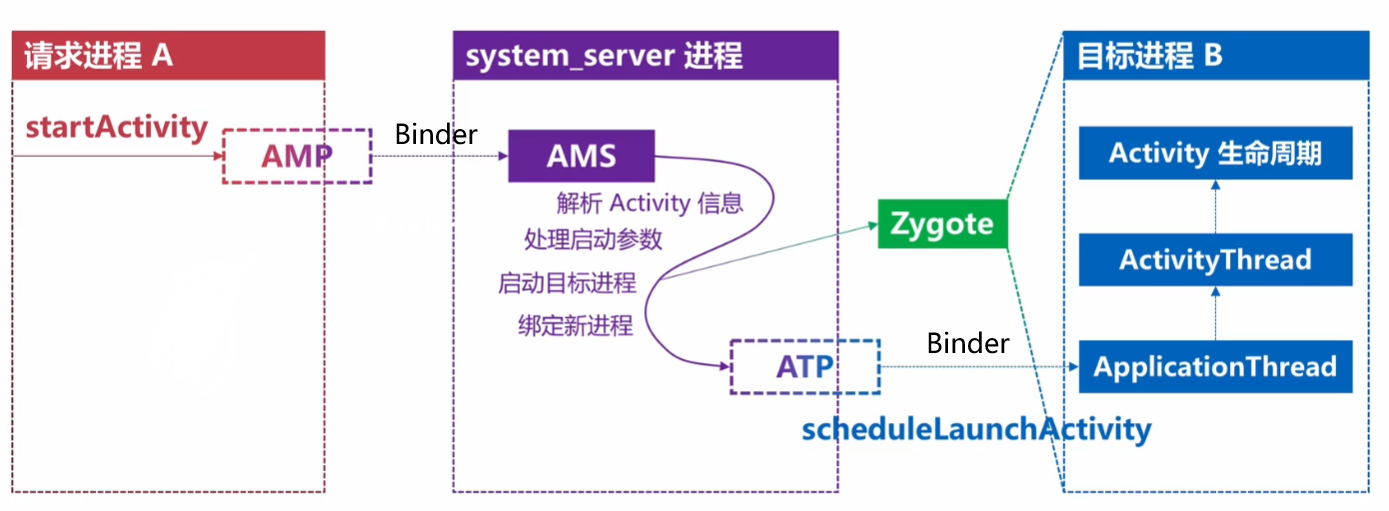 请求进程 A
startActivity
AMP
Binder
system_server 进程
AMS
解析 Activity 信息
处理启动参数
启动目标进程
绑定新进程
Zygote
ATP
Binder
scheduleLaunchActivity
目标进程 B
Activity 生命周期
ActivityThread
ApplicationThread